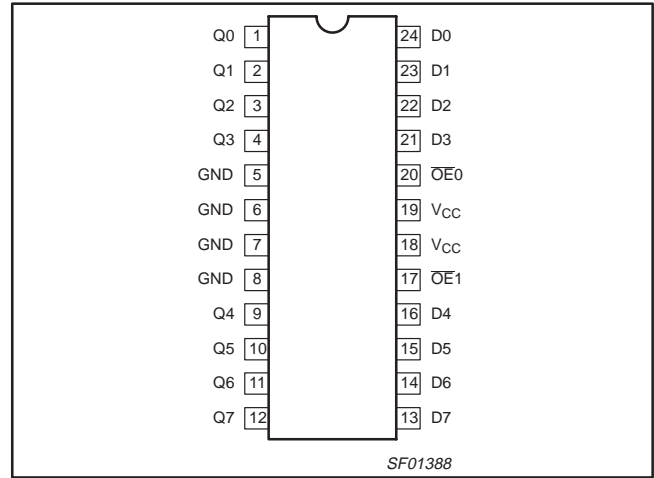 Q0 1 24 D0
Q1 2 23 D1
Q2 3 22 D2
Q3 4 21 D3
GND 5 20 O̅E̅0
GND 6 19 VCC
GND 7 18 VCC
GND 8 17 O̅E̅1
Q4 9 16 D4
Q5 10 15 D5
Q6 11 14 D6
Q7 12 13 D7
SF01388